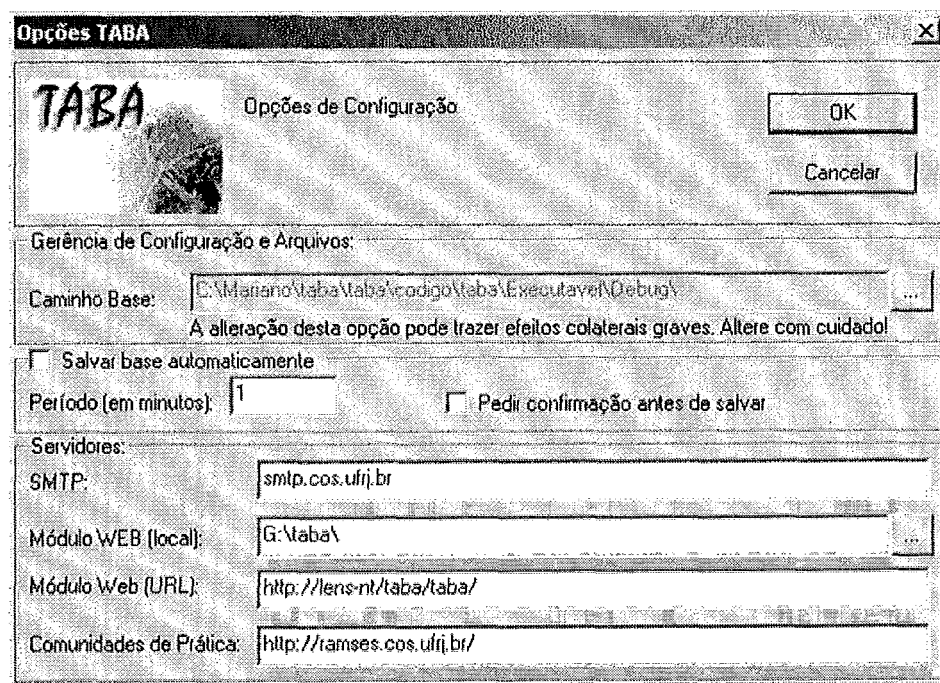 Opções TABA
TABA
Opções de Configuração
OK
Cancelar
Gerência de Configuração e Arquivos:
Caminho Base: C:\Mariano\taba\taba\codigo\taba\Executavel\Debug\ ...
A alteração desta opção pode trazer efeitos colaterais graves. Altere com cuidado!
Salvar base automaticamente
Período (em minutos): 1 Pedir confirmação antes de salvar
Servidores:
SMTP: smtp.cos.ufrj.br
Módulo WEB (local): G:\taba\ ...
Módulo Web (URL): http://lens-nt/taba/taba/
Comunidades de Prática: http://ramses.cos.ufrj.br/